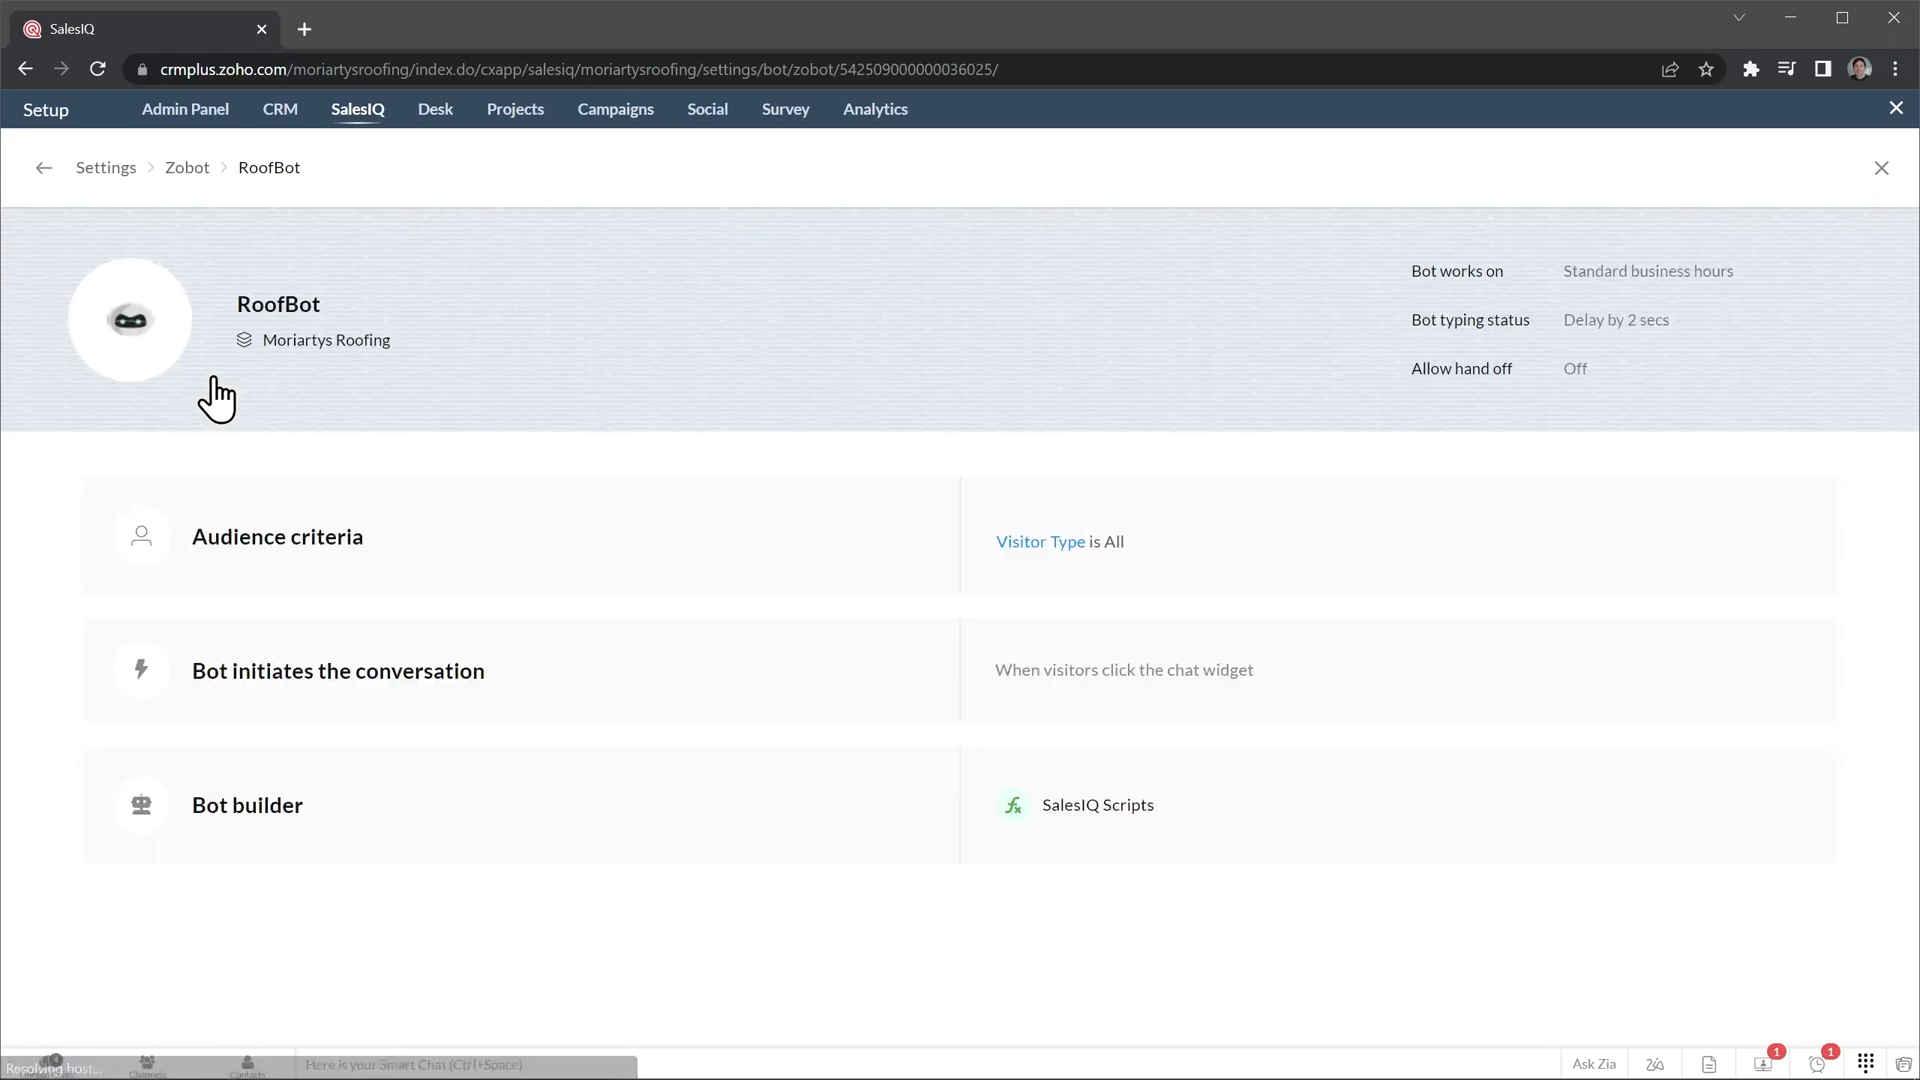 SalesIQ
crmplus.zoho.com/moriartysroofing/index.do/cxapp/salesiq/moriartysroofing/settings/bot/zobot/542509000000036025/
Setup Admin Panel CRM SalesIQ Desk Projects Campaigns Social Survey Analytics
Settings Zobot RoofBot
RoofBot
Moriartys Roofing
Bot works on Standard business hours
Bot typing status Delay by 2 secs
Allow hand off Off
Audience criteria
Visitor Type is All
Bot initiates the conversation
When visitors click the chat widget
Bot builder
SalesIQ Scripts
Resolving host...
Channels
Contacts
Here is your Smart Chat (Ctrl+Space)
Ask Zia
1
1